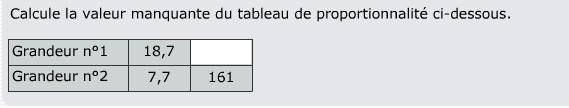 Calcule la valeur manquante du tableau de proportionnalité ci-dessous.
Grandeur n°1 18,7
Grandeur n°2 7,7 161